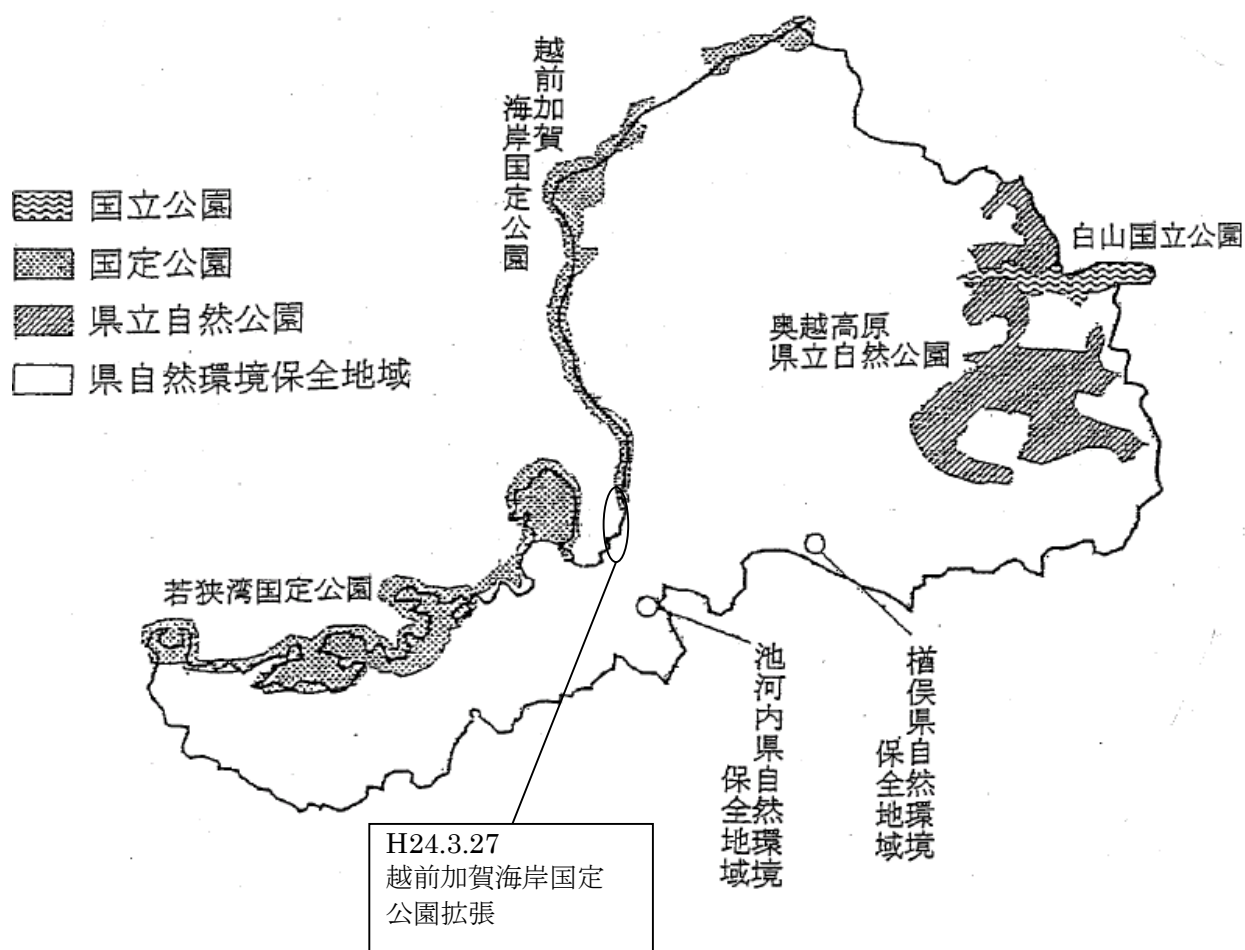 越前加賀
海岸国定公園
国立公園
国定公園
県立自然公園
県自然環境保全地域
白山国立公園
奥越高原
県立自然公園
若狭湾国定公園
楢俣県自然環境
保全地域
池河内県自然環境
保全地域
H24.3.27
越前加賀海岸国定
公園拡張